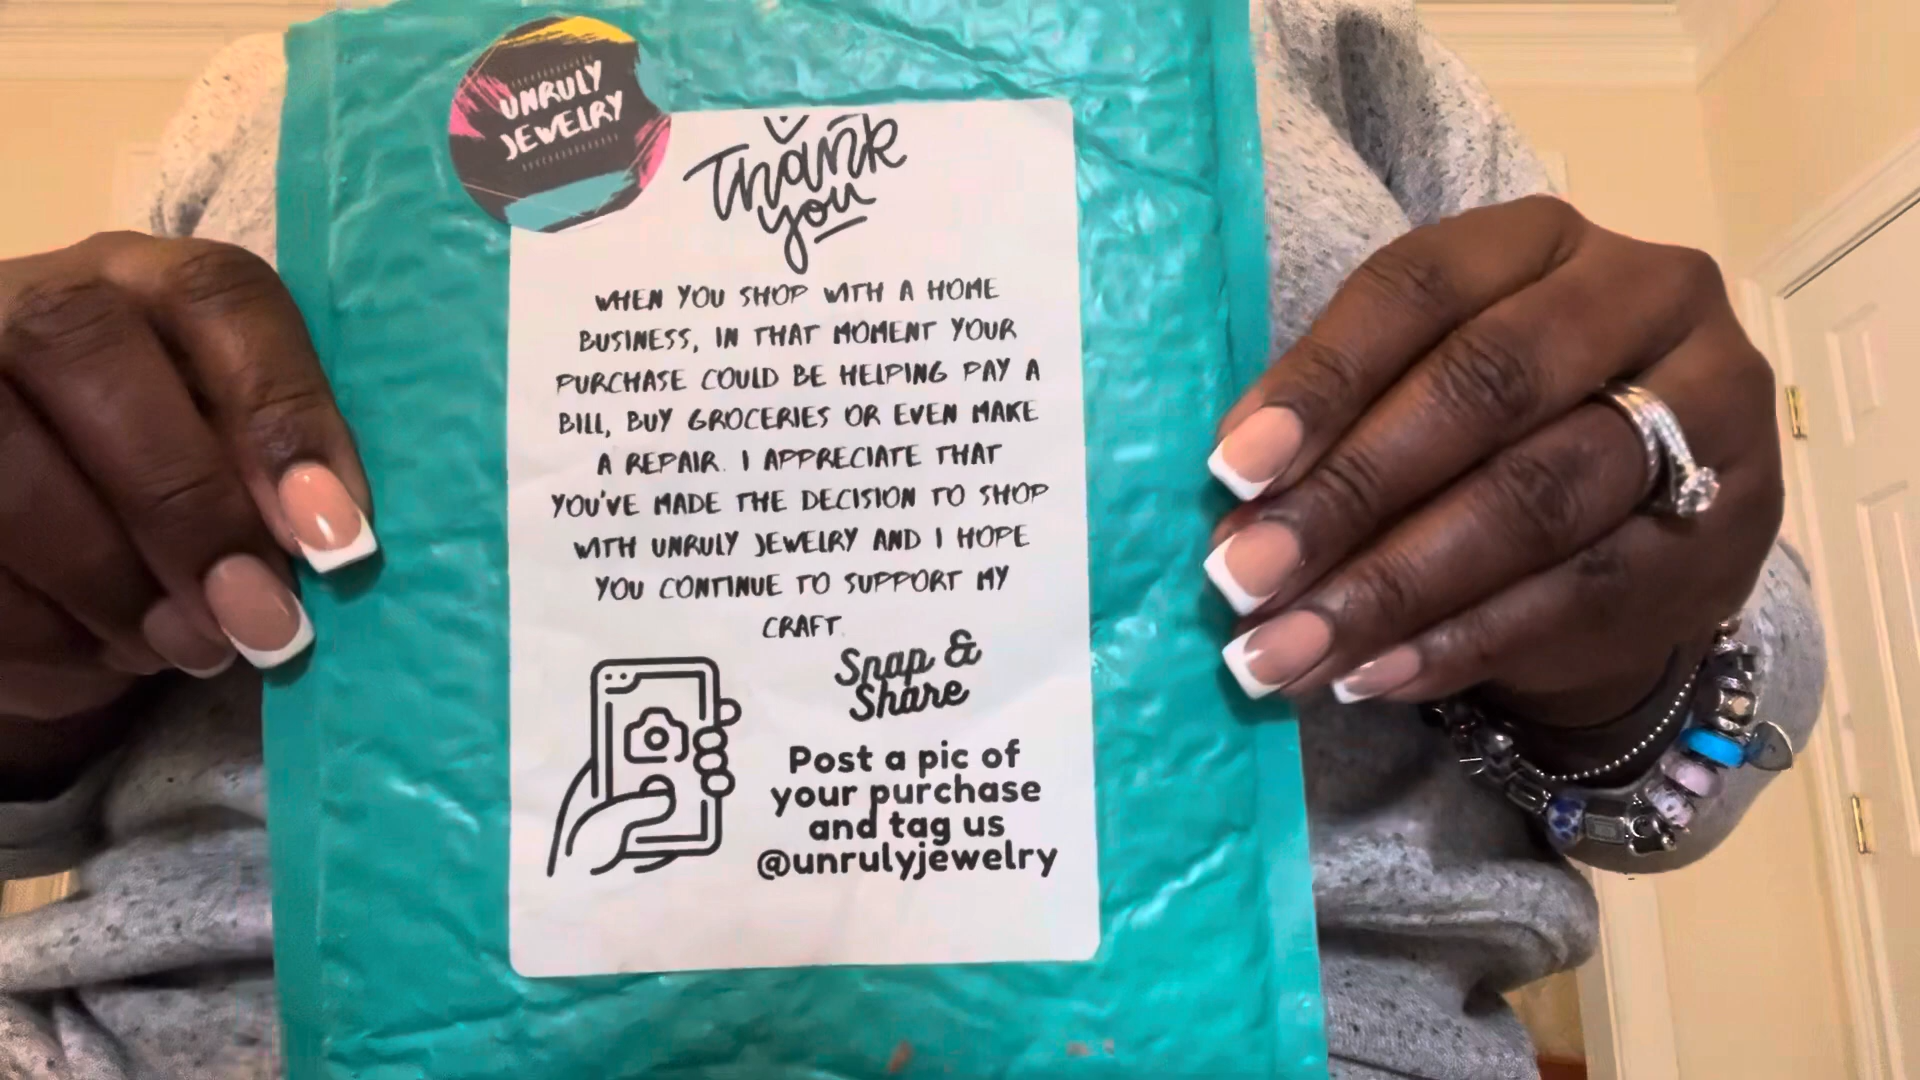 UNRULY
JEWELRY
Thank
you
WHEN YOU SHOP WITH A HOME
BUSINESS, IN THAT MOMENT YOUR
PURCHASE COULD BE HELPING PAY A
BILL, BUY GROCERIES OR EVEN MAKE
A REPAIR. I APPRECIATE THAT
YOU'VE MADE THE DECISION TO SHOP
WITH UNRULY JEWELRY AND I HOPE
YOU CONTINUE TO SUPPORT MY
CRAFT.
Snap &
Share
Post a pic of
your purchase
and tag us
@unrulyjewelry